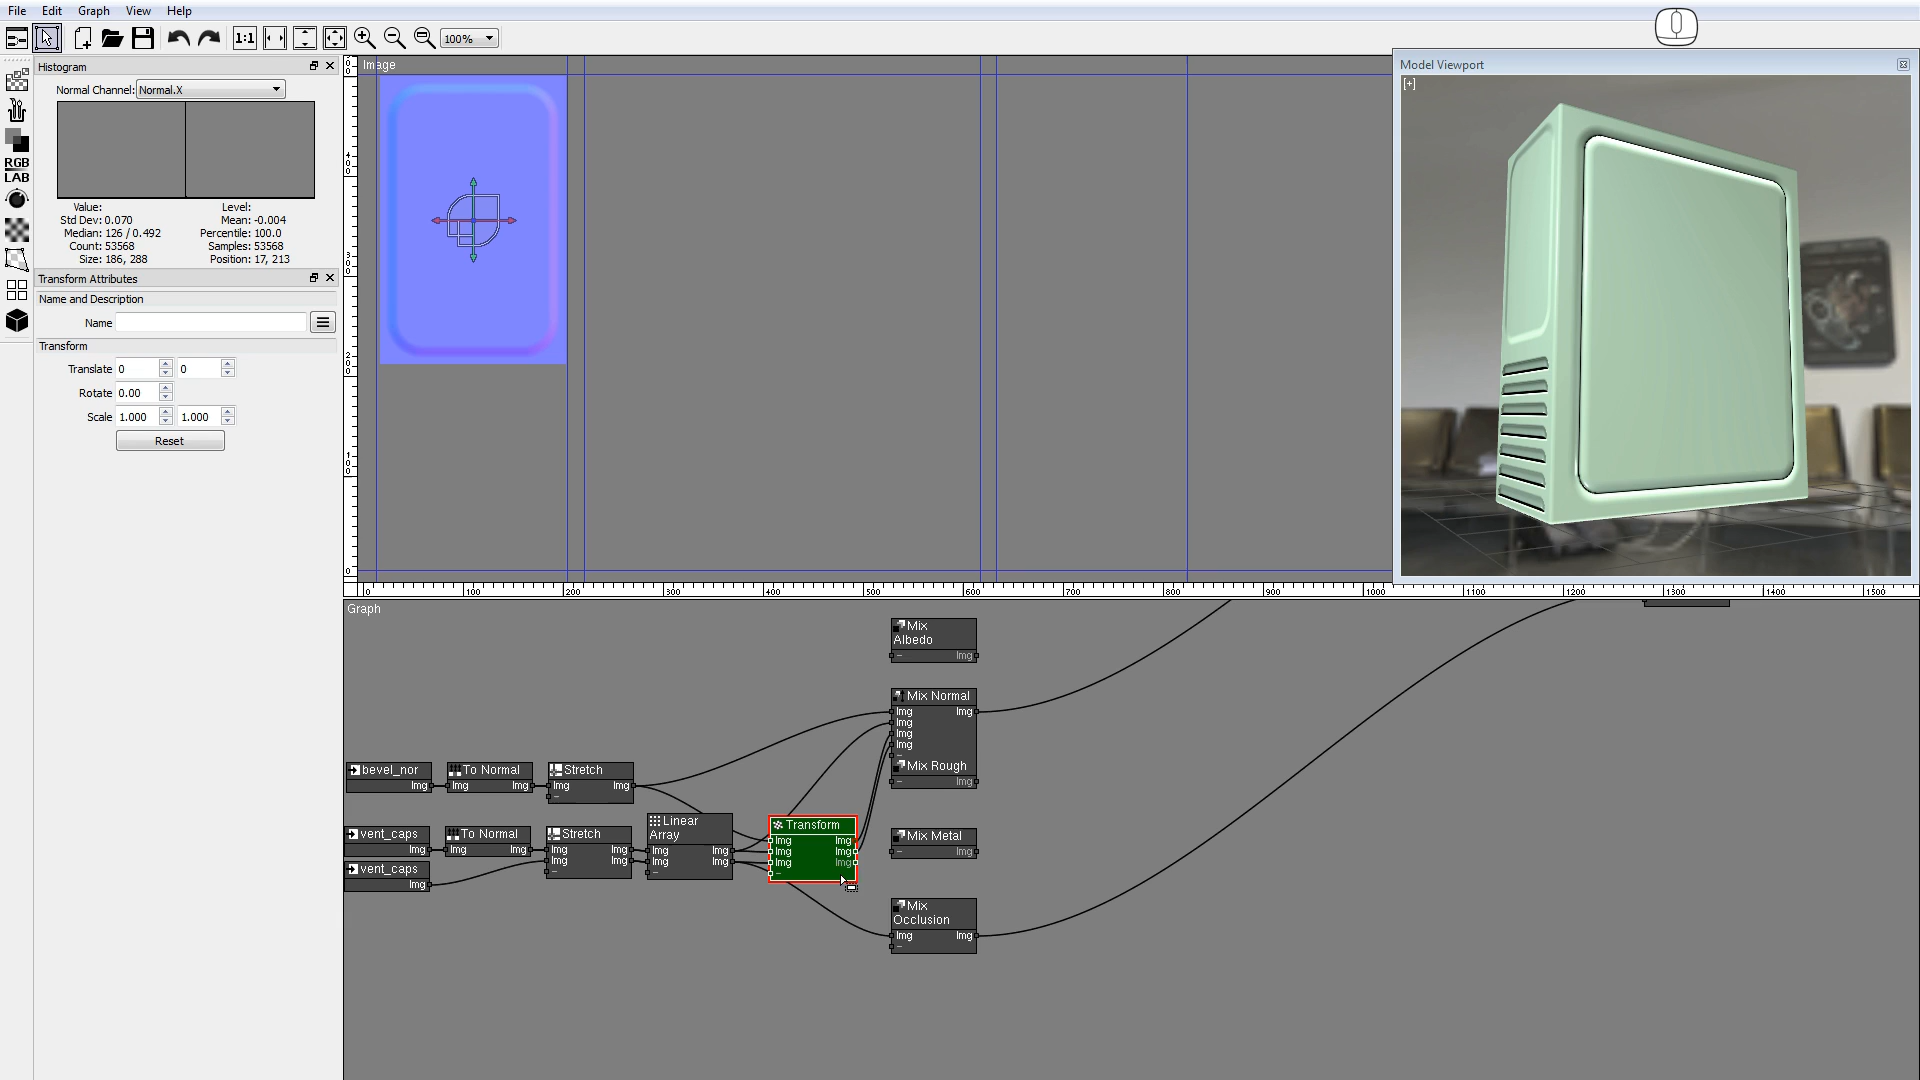 File Edit Graph View Help
1:1 100%
Histogram
Normal Channel: Normal.X
RGB
LAB
Value: Level:
Std Dev: 0.070 Mean: -0.004
Median: 126 / 0.492 Percentile: 100.0
Count: 53568 Samples: 53568
Size: 186, 288 Position: 17, 213
Transform Attributes
Name and Description
Name
Transform
Translate 0 0
Rotate 0.00
Scale 1.000 1.000
Reset
Image
Model Viewport
[+]
400
300
200
100
0
0 100 200 300 400 500 600 700 800 900 1000 1100 1200 1300 1400 1500
Graph
Mix
Albedo
– Img
Mix Normal
Img Img
Img
Img
Img
–
Mix Rough
– Img
Mix Metal
– Img
Mix
Occlusion
Img Img
–
bevel_nor
Img
To Normal
Img Img
Stretch
Img Img
–
vent_caps
Img
To Normal
Img Img
Stretch
Img Img
Img Img
–
vent_caps
Img
Linear
Array
Img Img
Img Img
–
Transform
Img Img
Img Img
Img Img
–